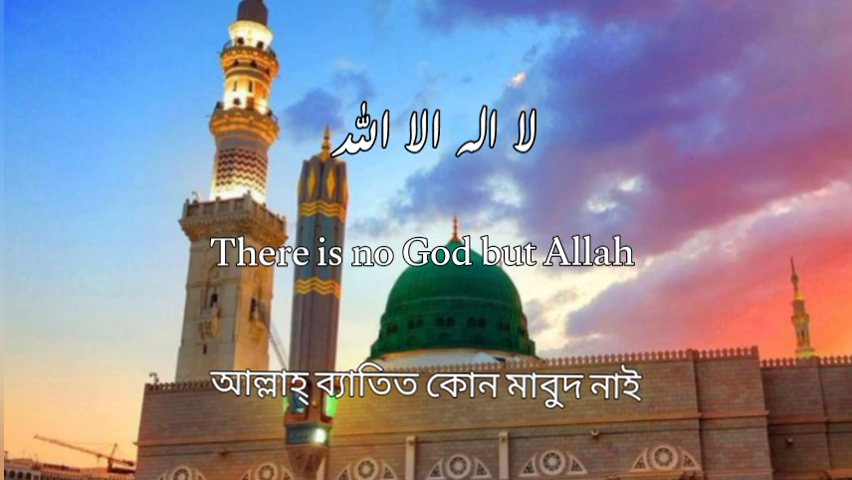 لا اله الا الله
There is no God but Allah
আল্লাহ্ ব্যাতিত কোন মাবুদ নাই